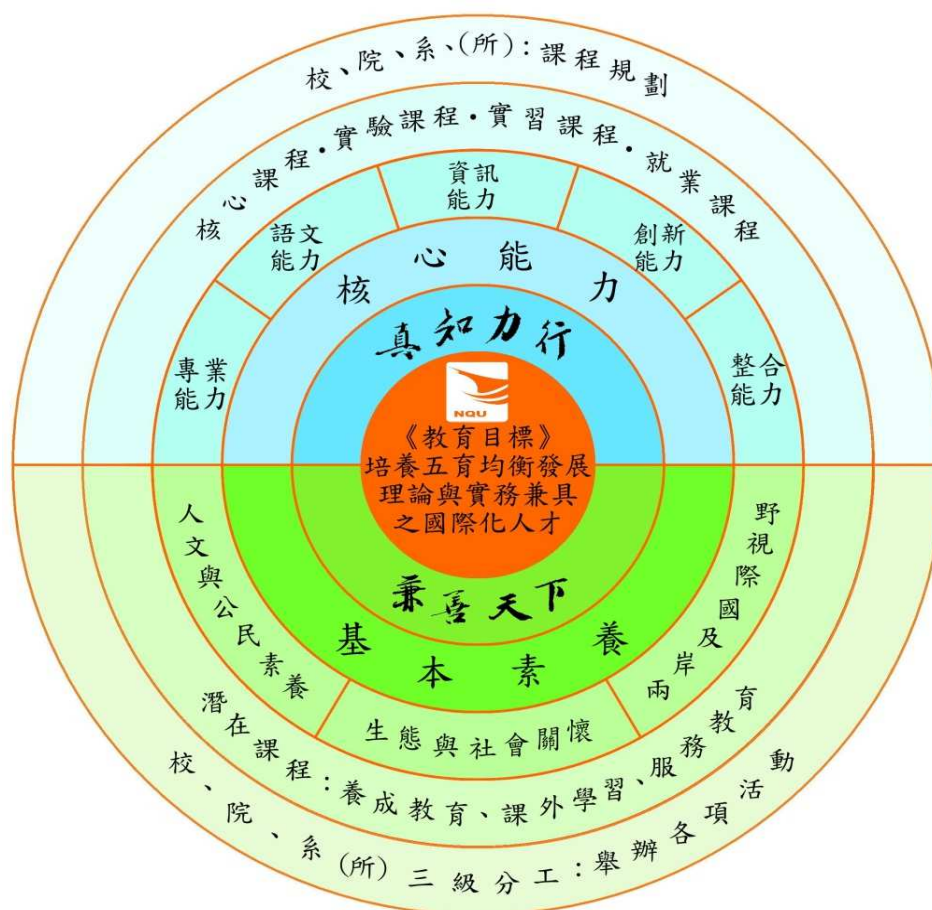 校、院、系、(所)：課程規劃
核心課程・實驗課程・實習課程・就業課程
專業
能力
語文
能力
資訊
能力
創新
能力
整合
能力
核心能力
真知力行
NQU
《教育目標》
培養五育均衡發展
理論與實務兼具
之國際化人才
兼善天下
基本素養
人文與公民素養
生態與社會關懷
兩岸及國際視野
潛在課程：養成教育、課外學習、服務教育
校、院、系(所)三級分工：舉辦各項活動